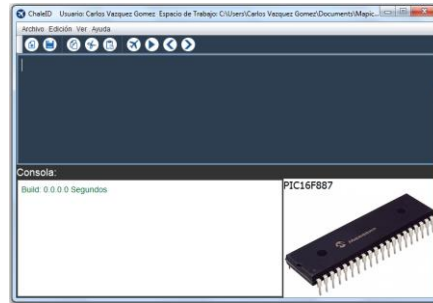 ChaleID Usuario: Carlos Vazquez Gomez Espacio de Trabajo: C:\Users\Carlos Vazquez Gomez\Documents\Mapic...
Archivo Edición Ver Ayuda
Consola:
Build: 0.0.0 0 Segundos
PIC16F887